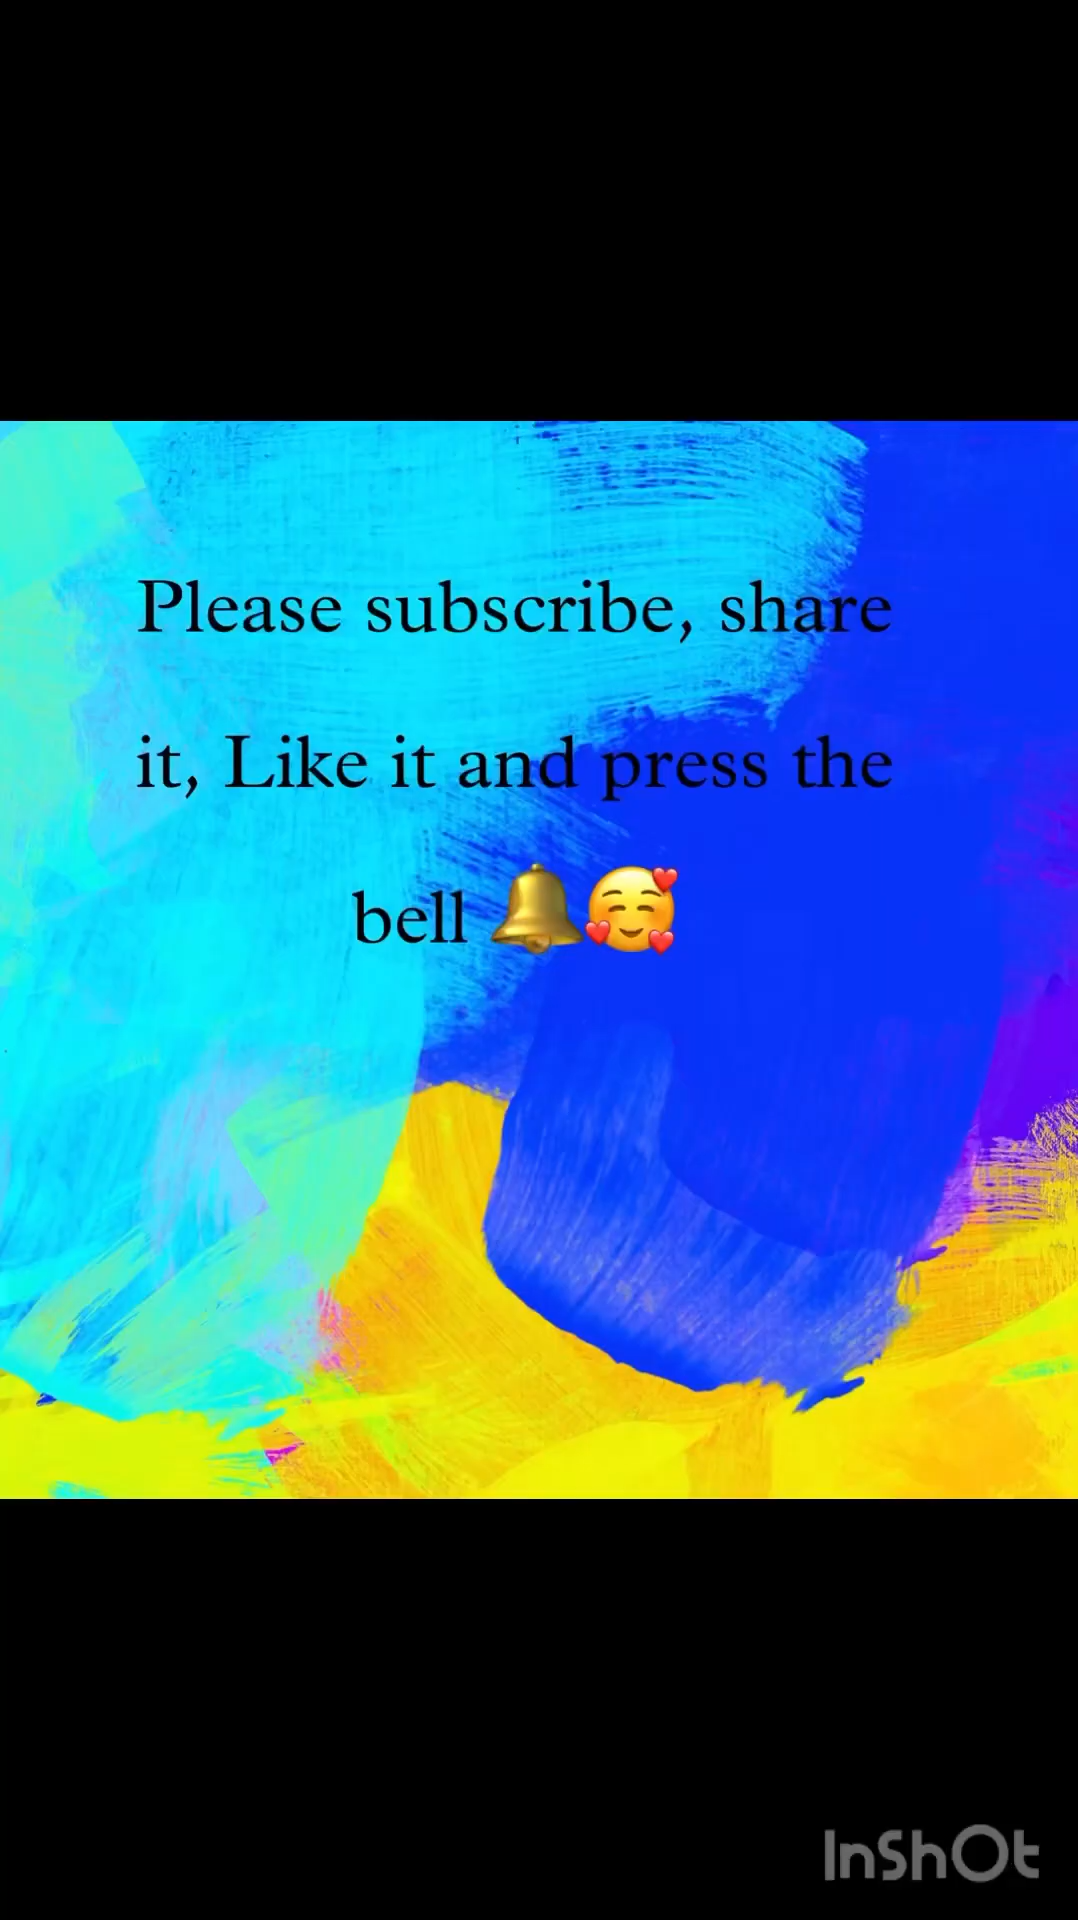 Please subscribe, share
it, Like it and press the
bell 🔔🥰
InShOt